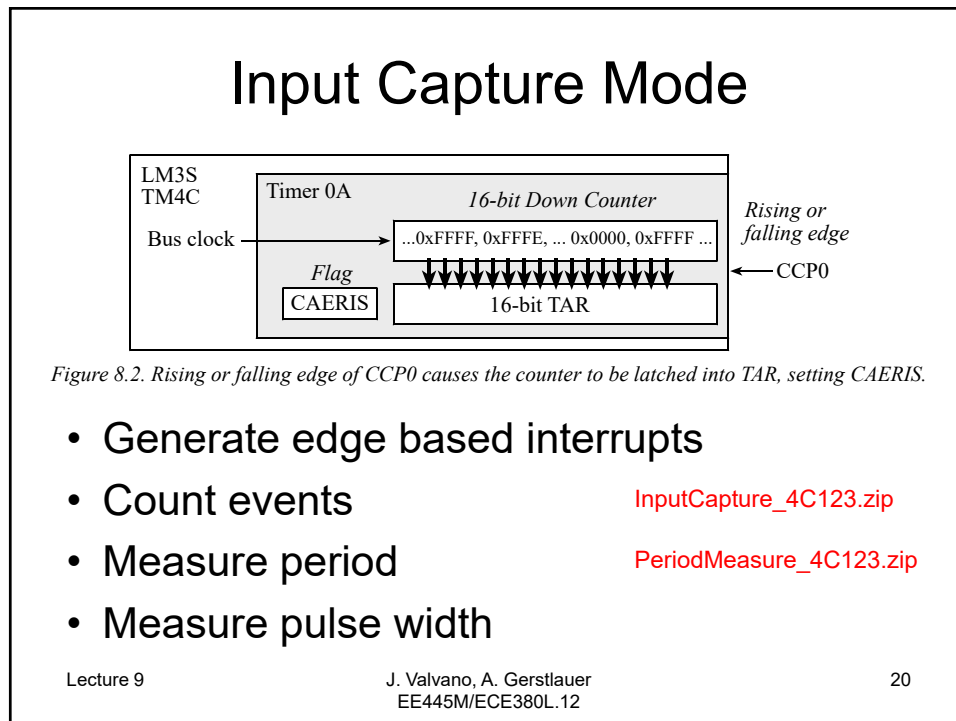 Input Capture Mode
LM3S
TM4C
Timer 0A
16-bit Down Counter
Rising or
falling edge
Bus clock
...0xFFFF, 0xFFFE, ... 0x0000, 0xFFFF ...
CCP0
Flag
CAERIS
16-bit TAR
Figure 8.2. Rising or falling edge of CCP0 causes the counter to be latched into TAR, setting CAERIS.
• Generate edge based interrupts
• Count events
InputCapture_4C123.zip
• Measure period
PeriodMeasure_4C123.zip
• Measure pulse width
Lecture 9
J. Valvano, A. Gerstlauer
EE445M/ECE380L.12
20